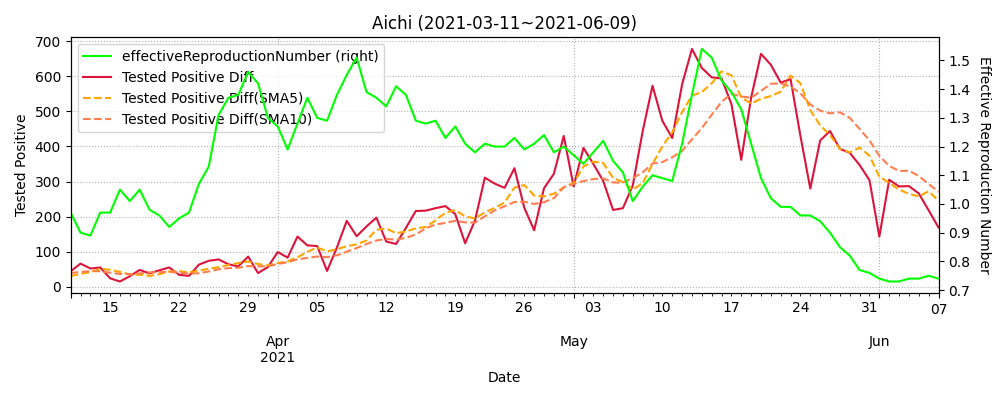 Aichi (2021-03-11~2021-06-09)
effectiveReproductionNumber (right)
Tested Positive Diff
Tested Positive Diff(SMA5)
Tested Positive Diff(SMA10)
Tested Positive
700
600
500
400
300
200
100
0
1.5
1.4
1.3
1.2
1.1
1.0
0.9
0.8
0.7
Effective Reproduction Number
15 22 29 05 12 19 26 03 10 17 24 31 07
Apr May Jun
2021
Date